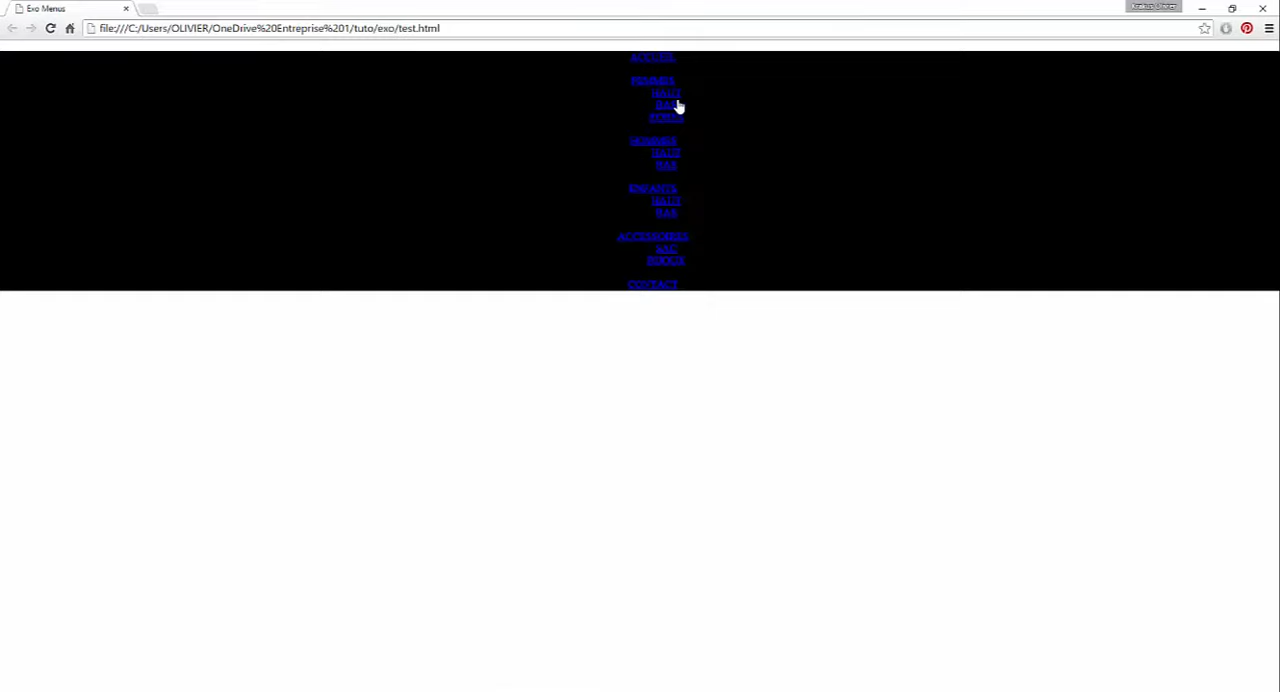 Exo Menus
file:///C:/Users/OLIVIER/OneDrive%20Entreprise%201/tuto/exo/test.html
ACCUEIL
FEMMES
HAUT
BAS
ROBES
HOMMES
HAUT
BAS
ENFANTS
HAUT
BAS
ACCESSOIRES
SAC
BIJOUX
CONTACT